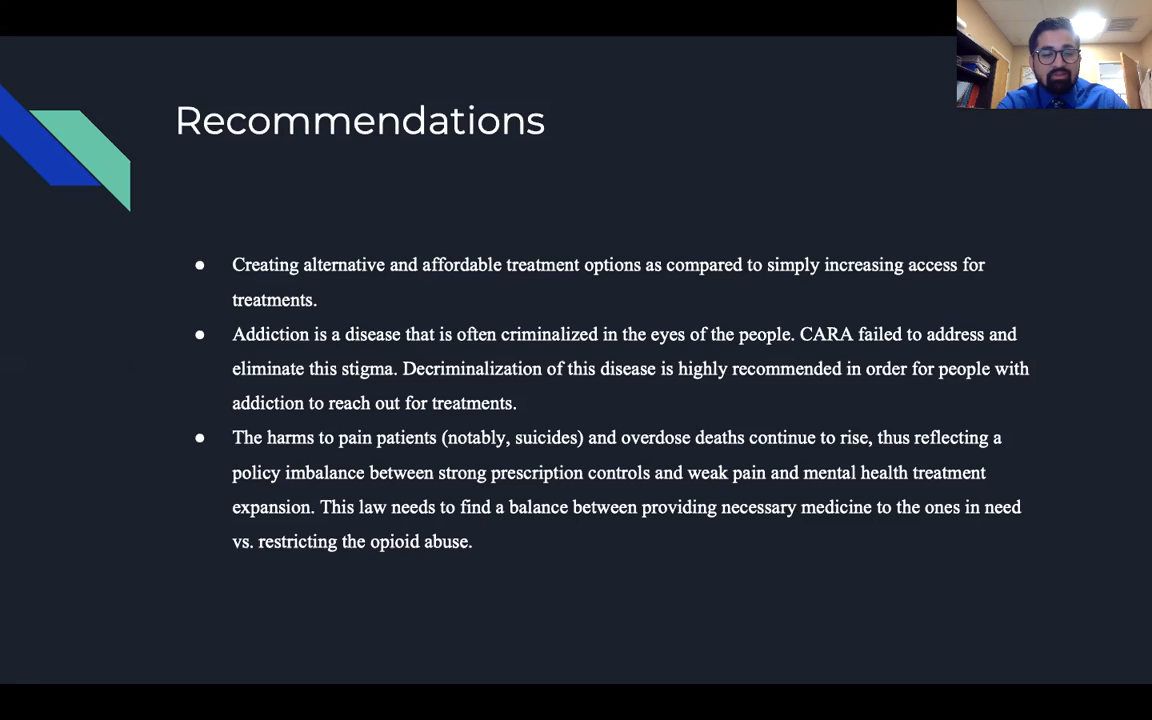 Recommendations
● Creating alternative and affordable treatment options as compared to simply increasing access for
treatments.
● Addiction is a disease that is often criminalized in the eyes of the people. CARA failed to address and
eliminate this stigma. Decriminalization of this disease is highly recommended in order for people with
addiction to reach out for treatments.
● The harms to pain patients (notably, suicides) and overdose deaths continue to rise, thus reflecting a
policy imbalance between strong prescription controls and weak pain and mental health treatment
expansion. This law needs to find a balance between providing necessary medicine to the ones in need
vs. restricting the opioid abuse.